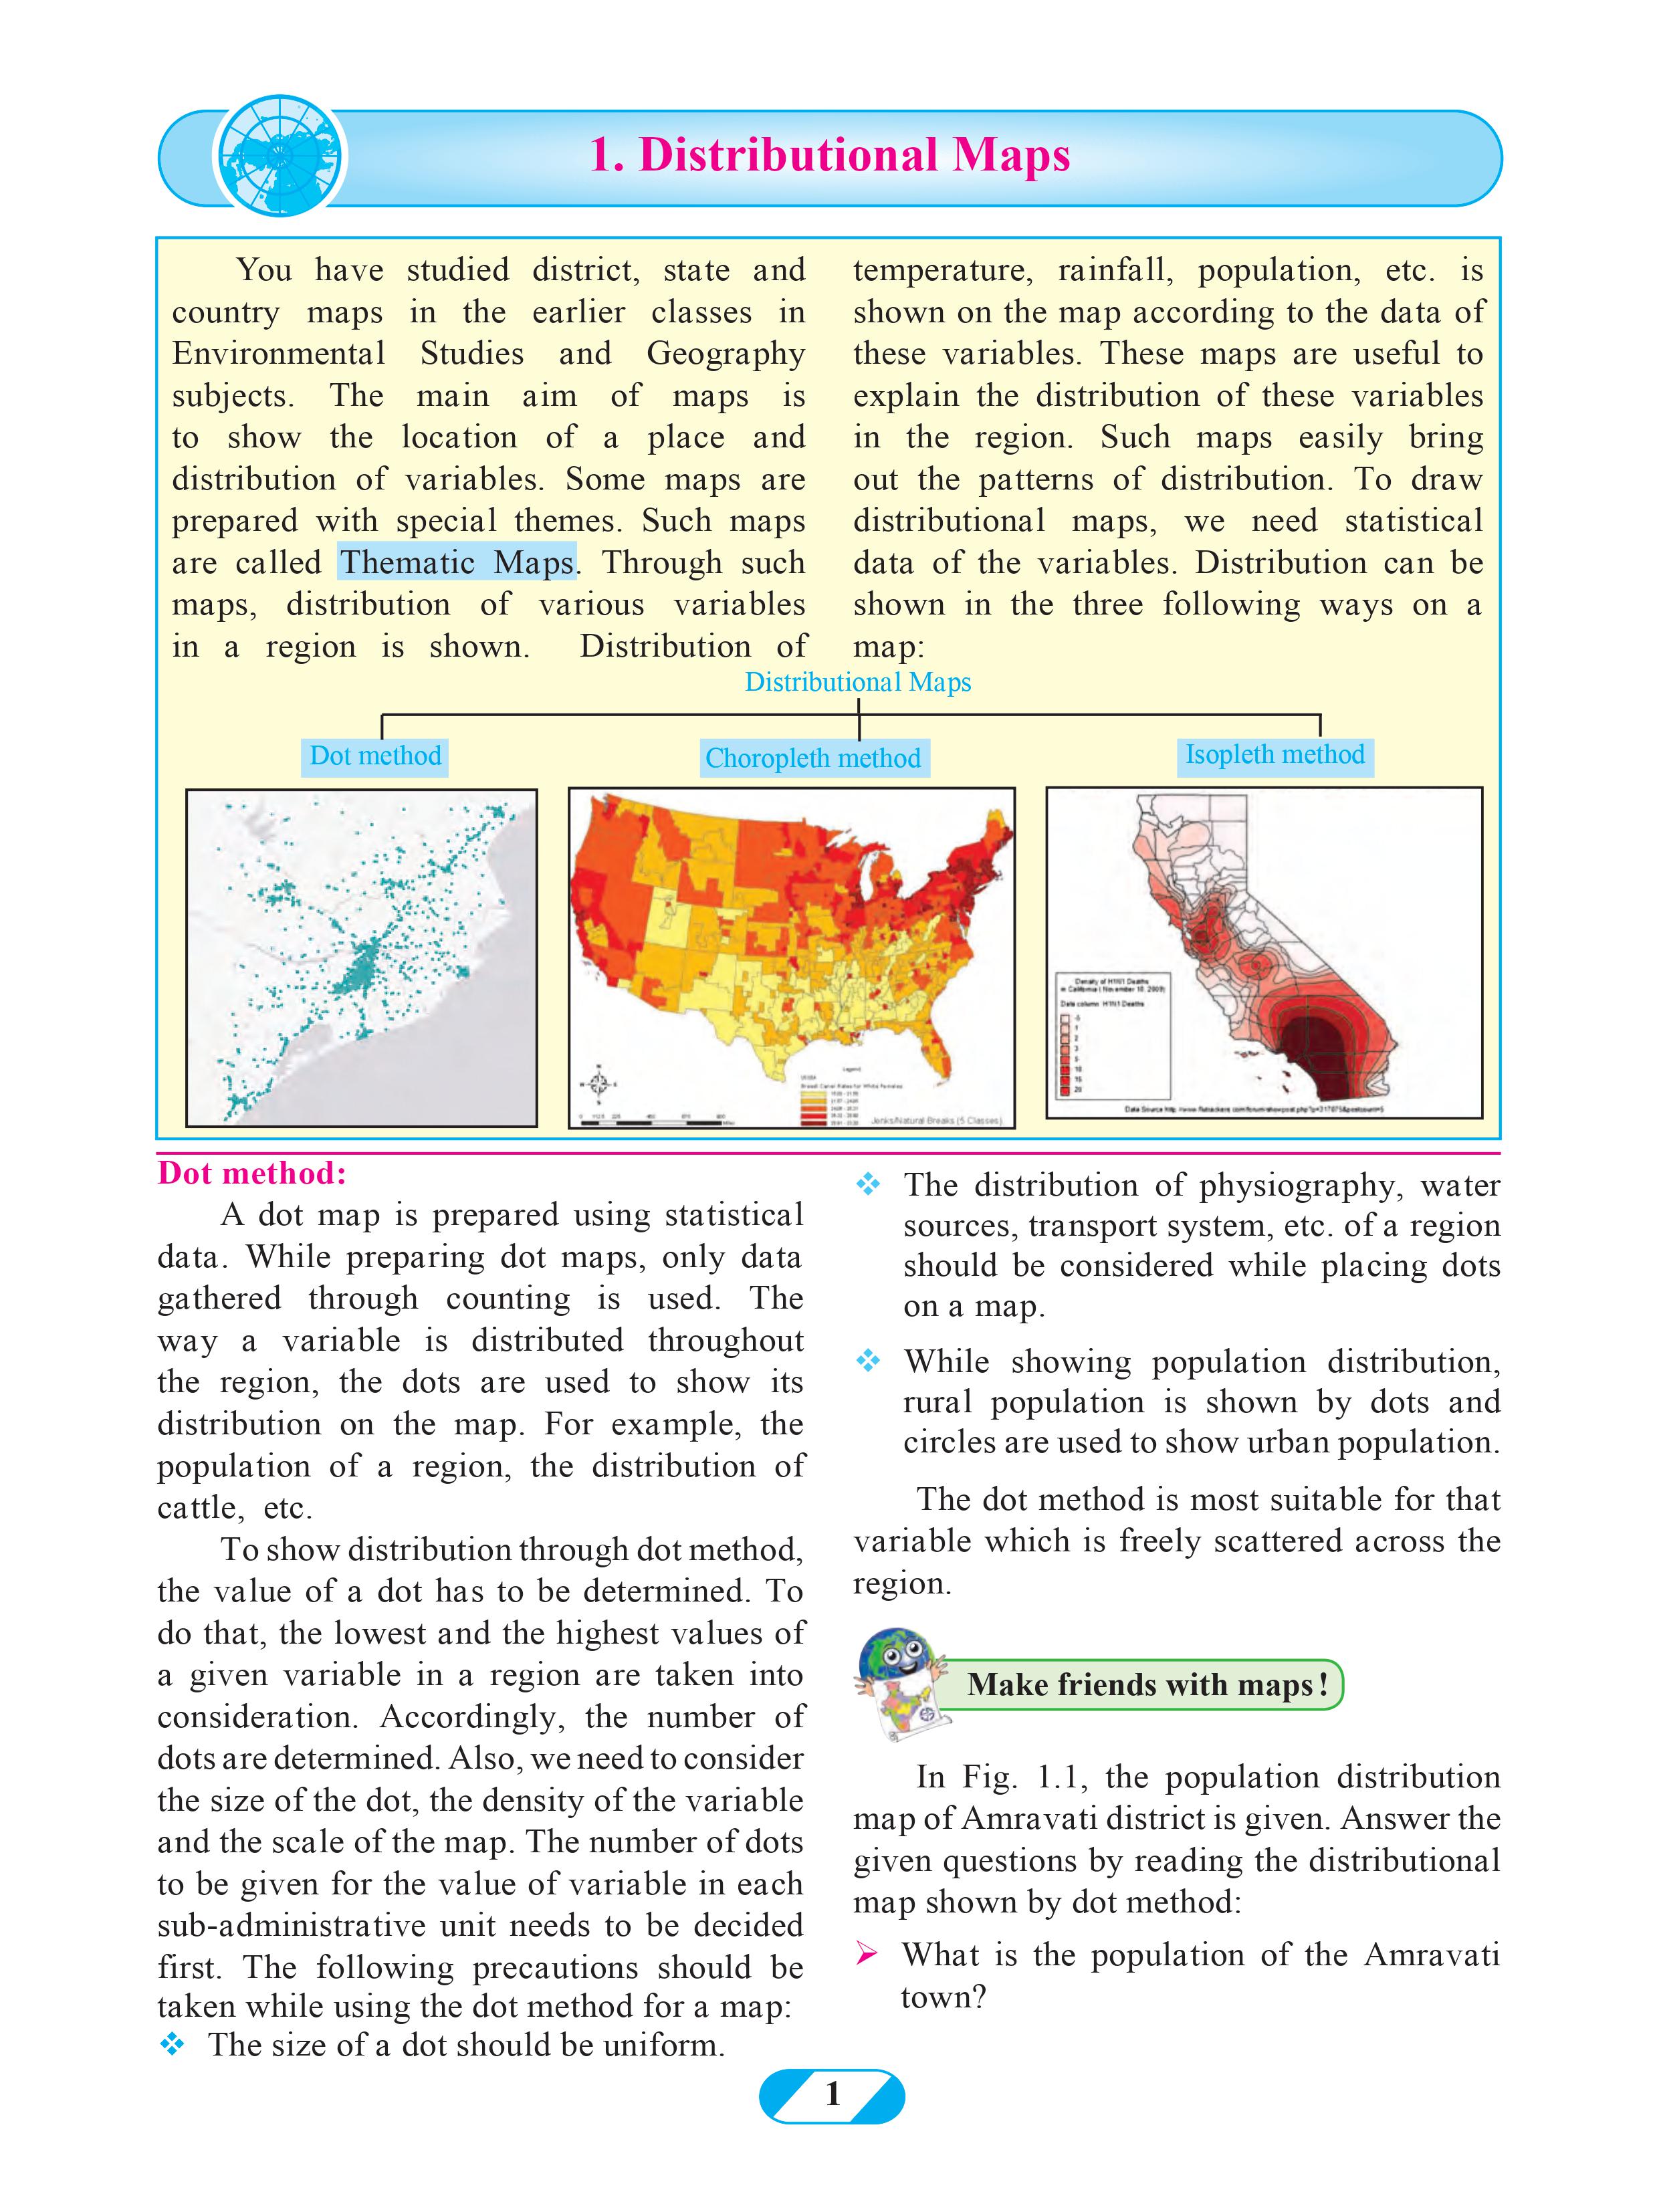 1. Distributional Maps
You have studied district, state and
country maps in the earlier classes in
Environmental Studies and Geography
subjects. The main aim of maps is
to show the location of a place and
distribution of variables. Some maps are
prepared with special themes. Such maps
are called Thematic Maps. Through such
maps, distribution of various variables
in a region is shown. Distribution of
temperature, rainfall, population, etc. is
shown on the map according to the data of
these variables. These maps are useful to
explain the distribution of these variables
in the region. Such maps easily bring
out the patterns of distribution. To draw
distributional maps, we need statistical
data of the variables. Distribution can be
shown in the three following ways on a
map:
Distributional Maps
Dot method
Choropleth method
Isopleth method
Legend
Jenks/Natural Breaks (5 Classes)
Density of H1N1 Deaths
in California (November 10, 2009)
Data column: H1N1 Deaths
Dot method:
A dot map is prepared using statistical
data. While preparing dot maps, only data
gathered through counting is used. The
way a variable is distributed throughout
the region, the dots are used to show its
distribution on the map. For example, the
population of a region, the distribution of
cattle, etc.
To show distribution through dot method,
the value of a dot has to be determined. To
do that, the lowest and the highest values of
a given variable in a region are taken into
consideration. Accordingly, the number of
dots are determined. Also, we need to consider
the size of the dot, the density of the variable
and the scale of the map. The number of dots
to be given for the value of variable in each
sub-administrative unit needs to be decided
first. The following precautions should be
taken while using the dot method for a map:
❖ The size of a dot should be uniform.
❖ The distribution of physiography, water
sources, transport system, etc. of a region
should be considered while placing dots
on a map.
❖ While showing population distribution,
rural population is shown by dots and
circles are used to show urban population.
The dot method is most suitable for that
variable which is freely scattered across the
region.
Make friends with maps !
In Fig. 1.1, the population distribution
map of Amravati district is given. Answer the
given questions by reading the distributional
map shown by dot method:
➢ What is the population of the Amravati
town?
1